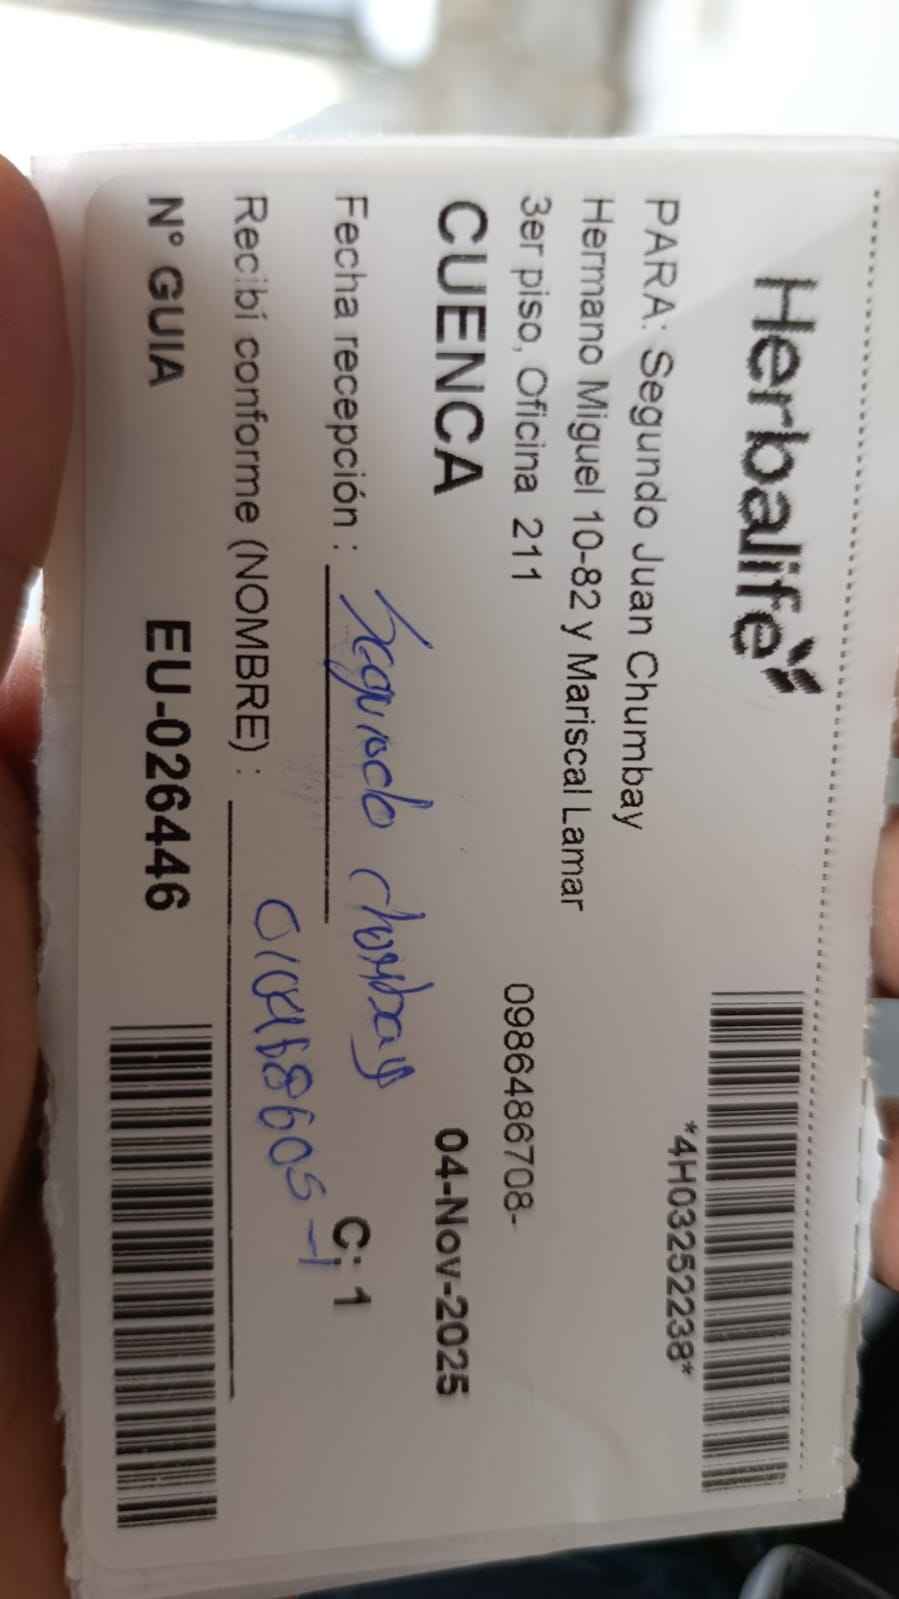 Herbalife
*4H03252238*
PARA: Segundo Juan Chumbay
Hermano Miguel 10-82 y Mariscal Lamar
3er piso, Oficina 211
0986486708-
CUENCA
04-Nov-2025
Fecha recepción :
Segundo Chumbay
C: 1
Recibí conforme (NOMBRE) :
N° GUIA
EU-026446